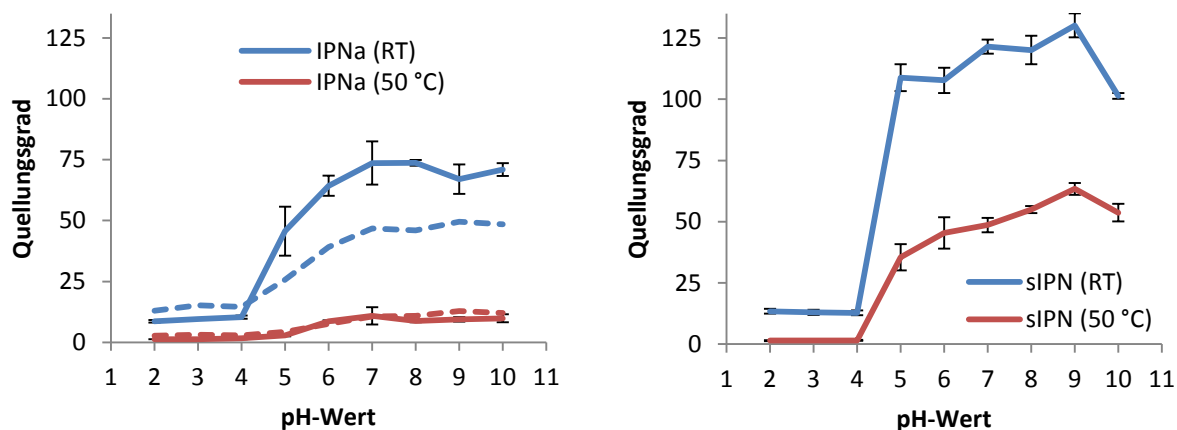 Quellungsgrad
125
100
75
50
25
0
IPNa (RT)
IPNa (50 °C)
1 2 3 4 5 6 7 8 9 10 11
pH-Wert
Quellungsgrad
125
100
75
50
25
0
sIPN (RT)
sIPN (50 °C)
1 2 3 4 5 6 7 8 9 10 11
pH-Wert